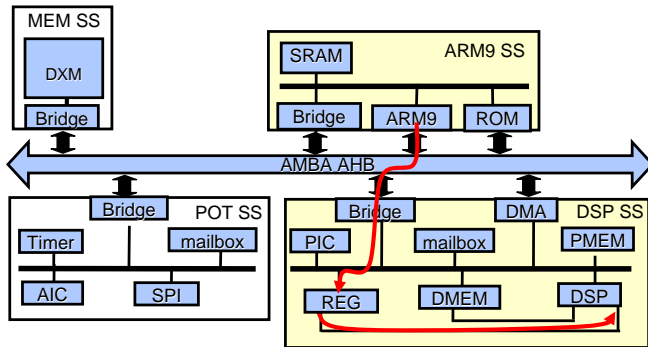 MEM SS
DXM
Bridge
ARM9 SS
SRAM
Bridge
ARM9
ROM
AMBA AHB
Bridge
POT SS
Timer
mailbox
AIC
SPI
Bridge
DMA
DSP SS
PIC
mailbox
PMEM
REG
DMEM
DSP